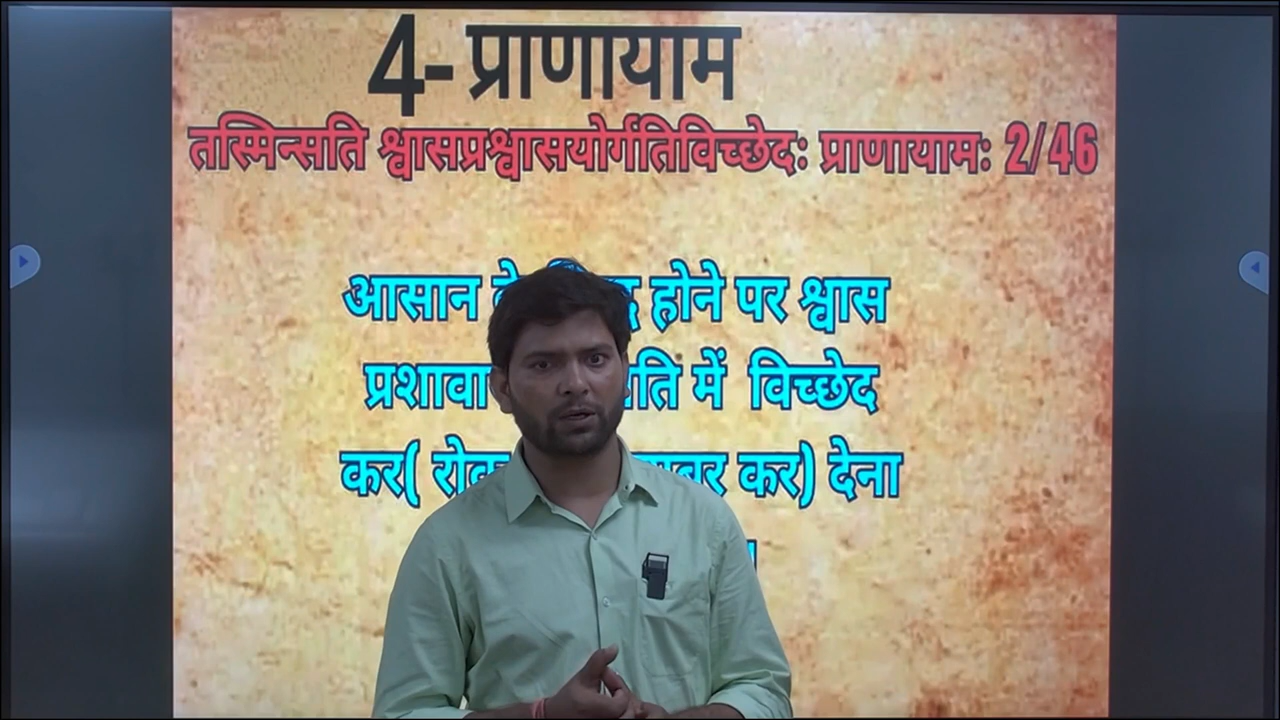 4- प्राणायाम
तस्मिन्सति श्वासप्रश्वासयोर्गतिविच्छेदः प्राणायामः 2/46
आसान होने पर श्वास
में विच्छेद
कर( कर) देना